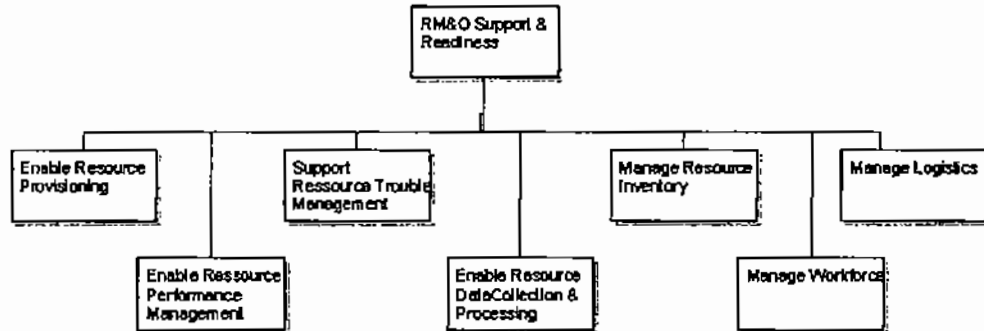 RM&O Support &
Readiness
Enable Resource
Provisioning
Support
Ressource Trouble
Management
Manage Resource
Inventory
Manage Logistics
Enable Ressource
Performance
Management
Enable Resource
DataCollection &
Processing
Manage Workforce